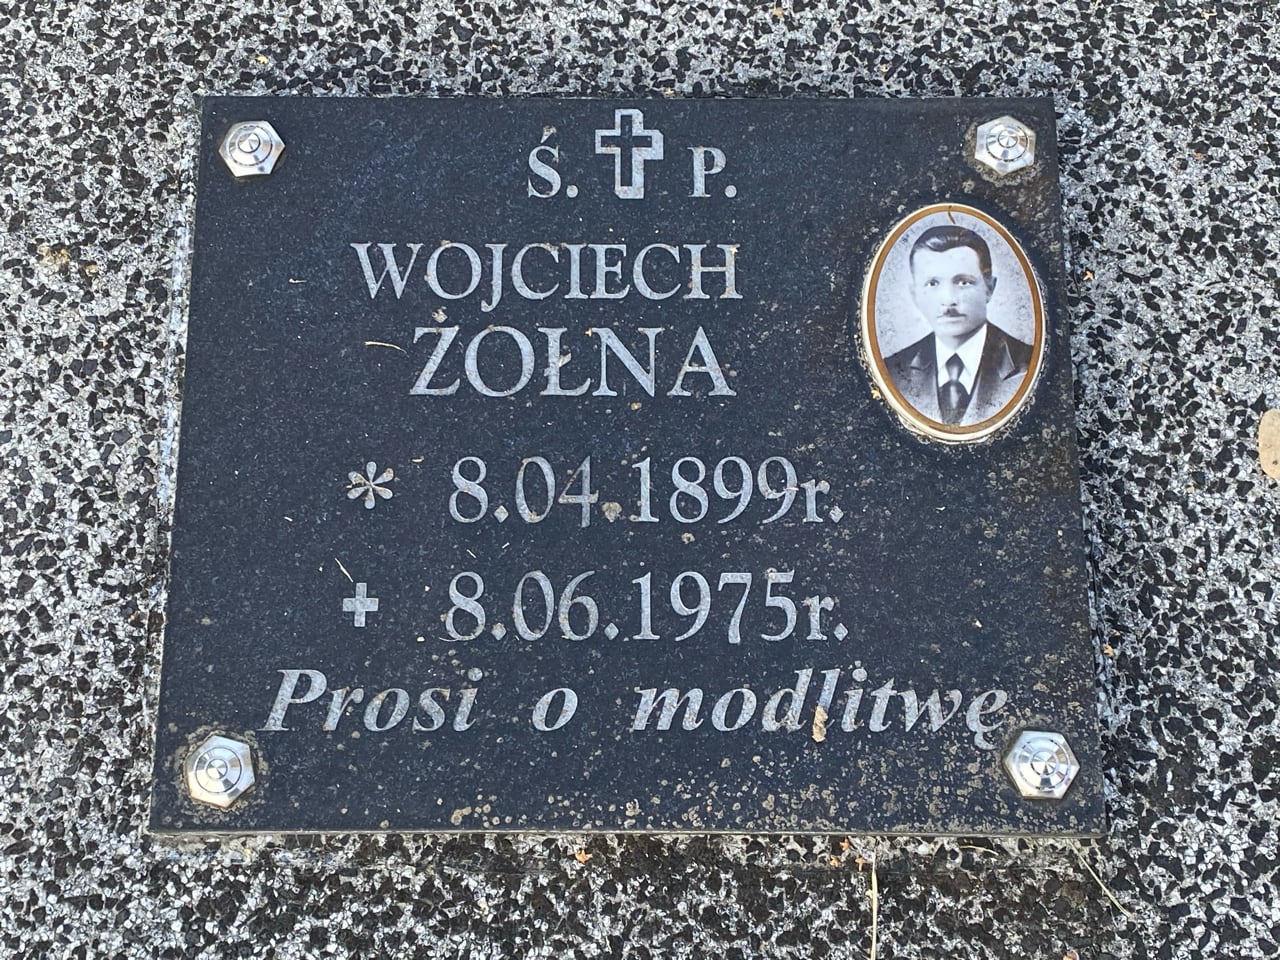 Ś. P.
WOJCIECH
ŻOŁNA
* 8.04.1899r.
+ 8.06.1975r.
Prosi o modlitwę